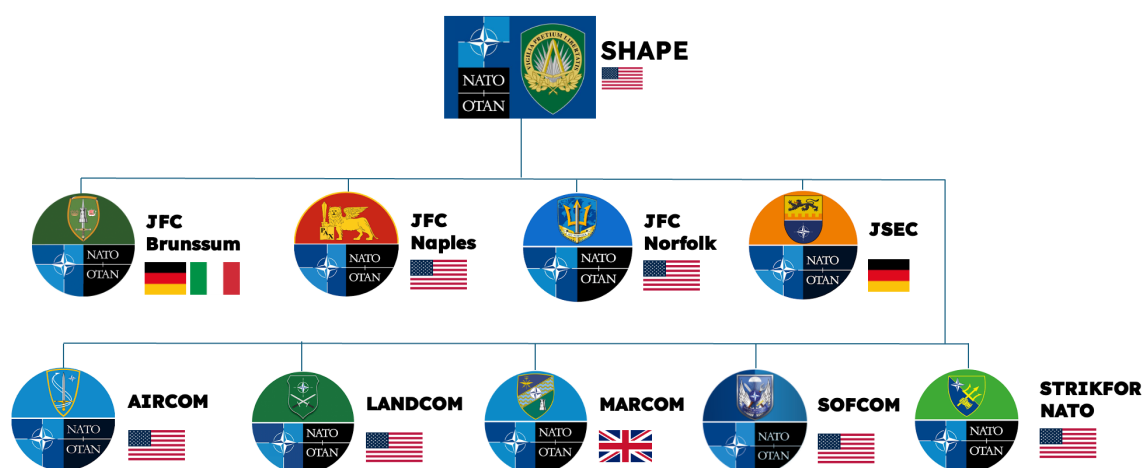 VIGILIA PRETIUM LIBERTATIS
NATO
OTAN
SHAPE
NATO
OTAN
JFC
Brunssum
NATO
OTAN
JFC
Naples
NATO
OTAN
JFC
Norfolk
NATO
OTAN
JSEC
NATO
OTAN
AIRCOM
NATO
OTAN
LANDCOM
NATO
OTAN
MARCOM
NATO
OTAN
SOFCOM
NATO
OTAN
STRIKFOR
NATO